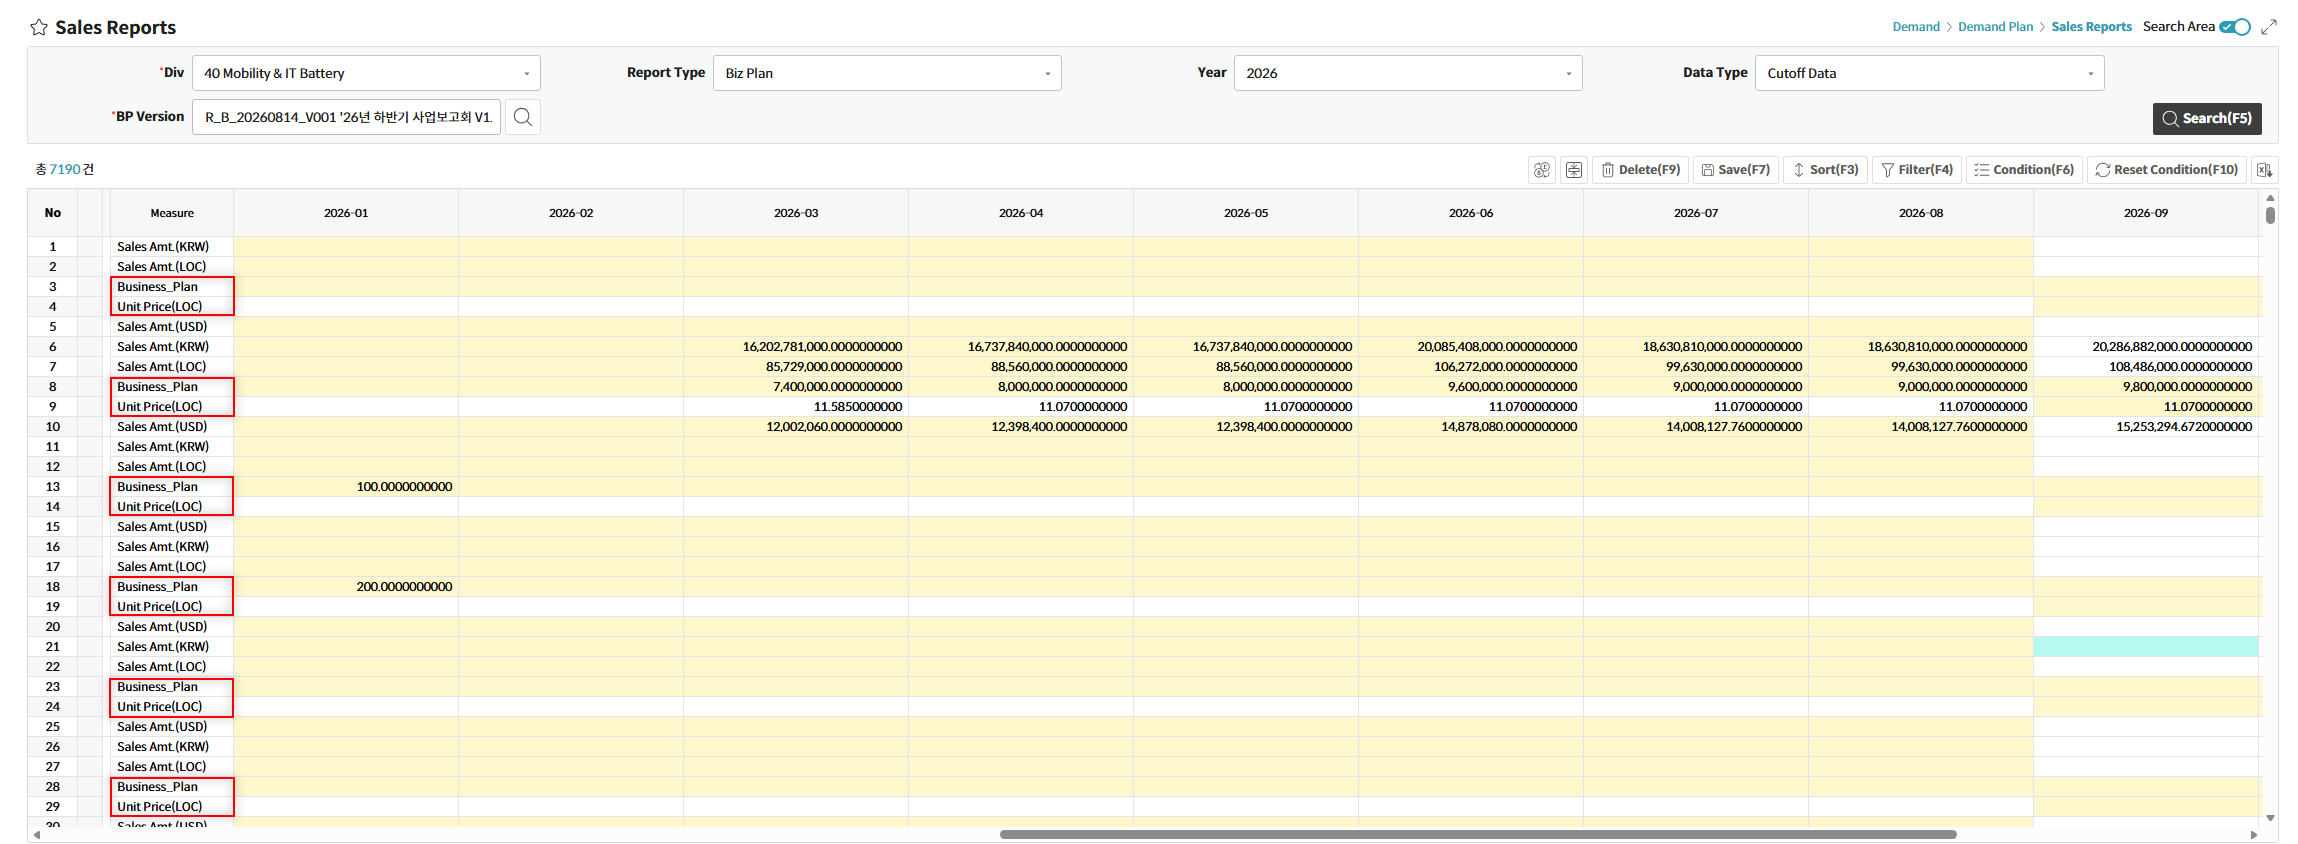 Sales Reports
Demand > Demand Plan > Sales Reports Search Area
*Div 40 Mobility & IT Battery Report Type Biz Plan Year 2026 Data Type Cutoff Data
*BP Version R_B_20260814_V001 '26년 하반기 사업보고회 V1. Search(F5)
총 7190 건 Delete(F9) Save(F7) Sort(F3) Filter(F4) Condition(F6) Reset Condition(F10)
No Measure 2026-01 2026-02 2026-03 2026-04 2026-05 2026-06 2026-07 2026-08 2026-09
1 Sales Amt.(KRW)
2 Sales Amt.(LOC)
3 Business_Plan
4 Unit Price(LOC)
5 Sales Amt.(USD)
6 Sales Amt.(KRW) 16,202,781,000.0000000000 16,737,840,000.0000000000 16,737,840,000.0000000000 20,085,408,000.0000000000 18,630,810,000.0000000000 18,630,810,000.0000000000 20,286,882,000.0000000000
7 Sales Amt.(LOC) 85,729,000.0000000000 88,560,000.0000000000 88,560,000.0000000000 106,272,000.0000000000 99,630,000.0000000000 99,630,000.0000000000 108,486,000.0000000000
8 Business_Plan 7,400,000.0000000000 8,000,000.0000000000 8,000,000.0000000000 9,600,000.0000000000 9,000,000.0000000000 9,000,000.0000000000 9,800,000.0000000000
9 Unit Price(LOC) 11.5850000000 11.0700000000 11.0700000000 11.0700000000 11.0700000000 11.0700000000 11.0700000000
10 Sales Amt.(USD) 12,002,060.0000000000 12,398,400.0000000000 12,398,400.0000000000 14,878,080.0000000000 14,008,127.7600000000 14,008,127.7600000000 15,253,294.6720000000
11 Sales Amt.(KRW)
12 Sales Amt.(LOC)
13 Business_Plan 100.0000000000
14 Unit Price(LOC)
15 Sales Amt.(USD)
16 Sales Amt.(KRW)
17 Sales Amt.(LOC)
18 Business_Plan 200.0000000000
19 Unit Price(LOC)
20 Sales Amt.(USD)
21 Sales Amt.(KRW)
22 Sales Amt.(LOC)
23 Business_Plan
24 Unit Price(LOC)
25 Sales Amt.(USD)
26 Sales Amt.(KRW)
27 Sales Amt.(LOC)
28 Business_Plan
29 Unit Price(LOC)
30 Sales Amt.(USD)